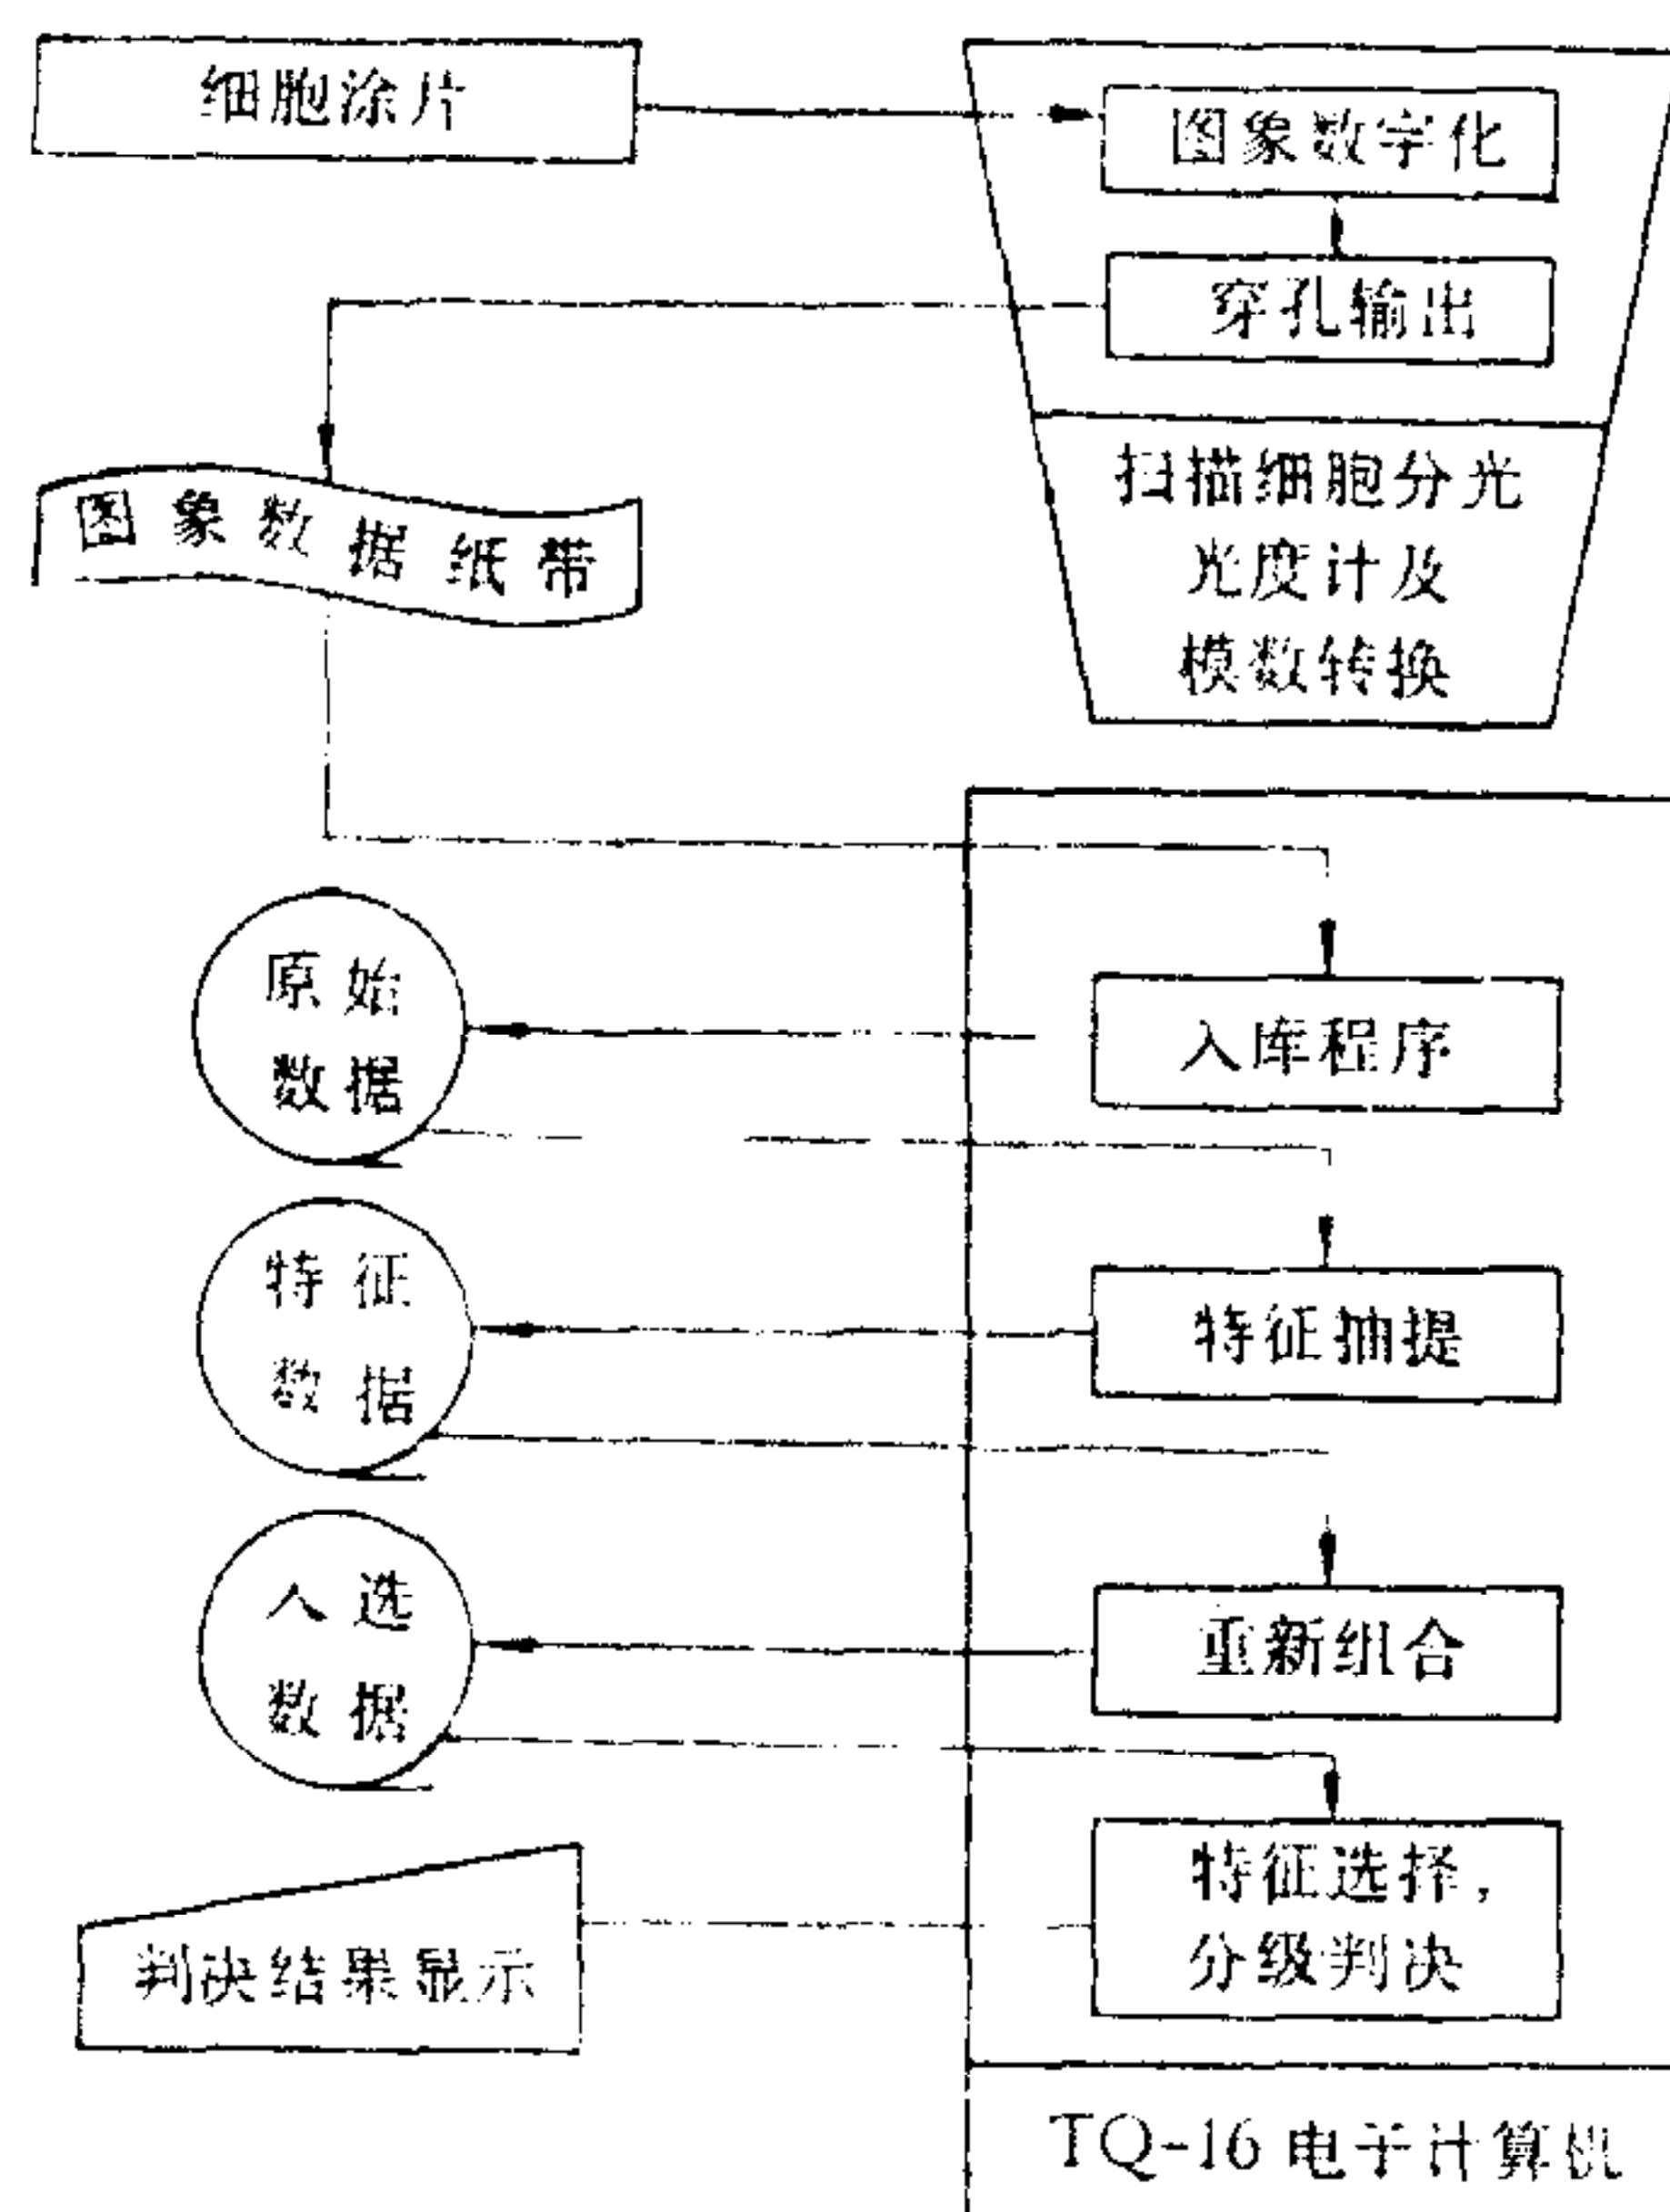 细胞涂片
图象数字化
穿孔输出
扫描细胞分光
光度计及
模数转换
图象数据纸带
原始
数据
入库程序
特征
数据
特征抽提
入选
数据
重新组合
特征选择，
分级判决
判决结果显示
TQ-16 电子计算机